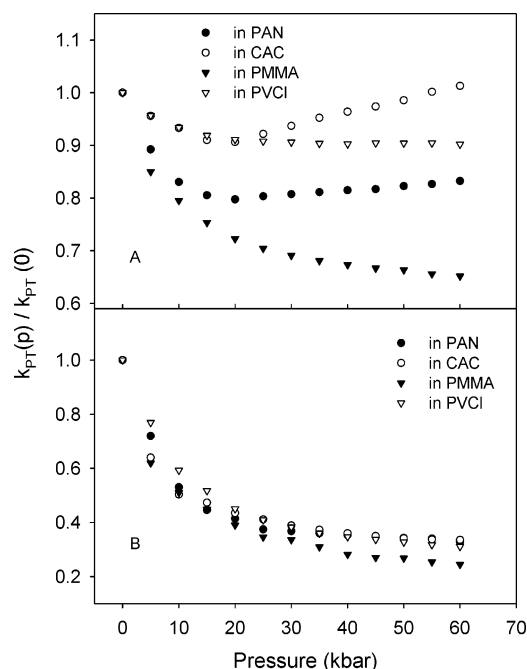 1.1
1.0
0.9
0.8
0.7
0.6
in PAN
in CAC
in PMMA
in PVCl
A
k_PT(p) / k_PT (0)
1.0
0.8
0.6
0.4
0.2
in PAN
in CAC
in PMMA
in PVCl
B
0 10 20 30 40 50 60 70
Pressure (kbar)